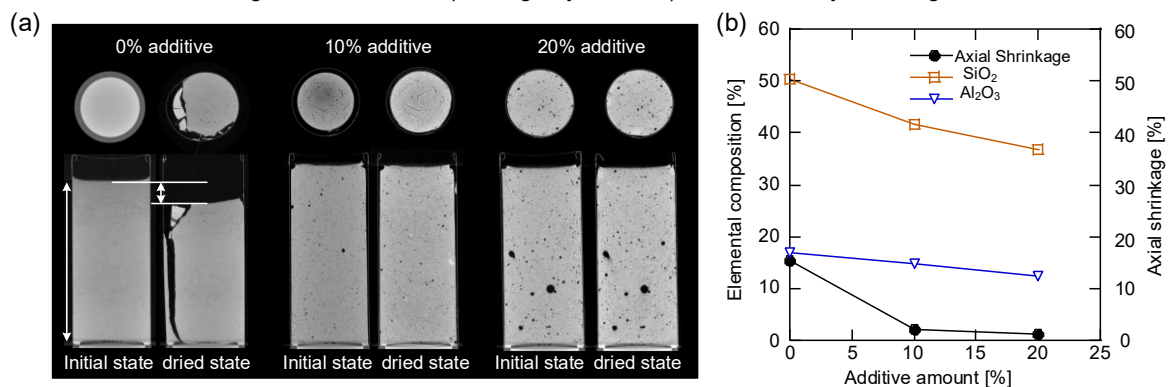 (a)
0% additive
10% additive
20% additive
Initial state
dried state
Initial state
dried state
Initial state
dried state
(b)
Axial Shrinkage
SiO₂
Al₂O₃
Elemental composition [%]
60
50
40
30
20
10
0
Axial shrinkage [%]
60
50
40
30
20
10
0
0 5 10 15 20 25
Additive amount [%]